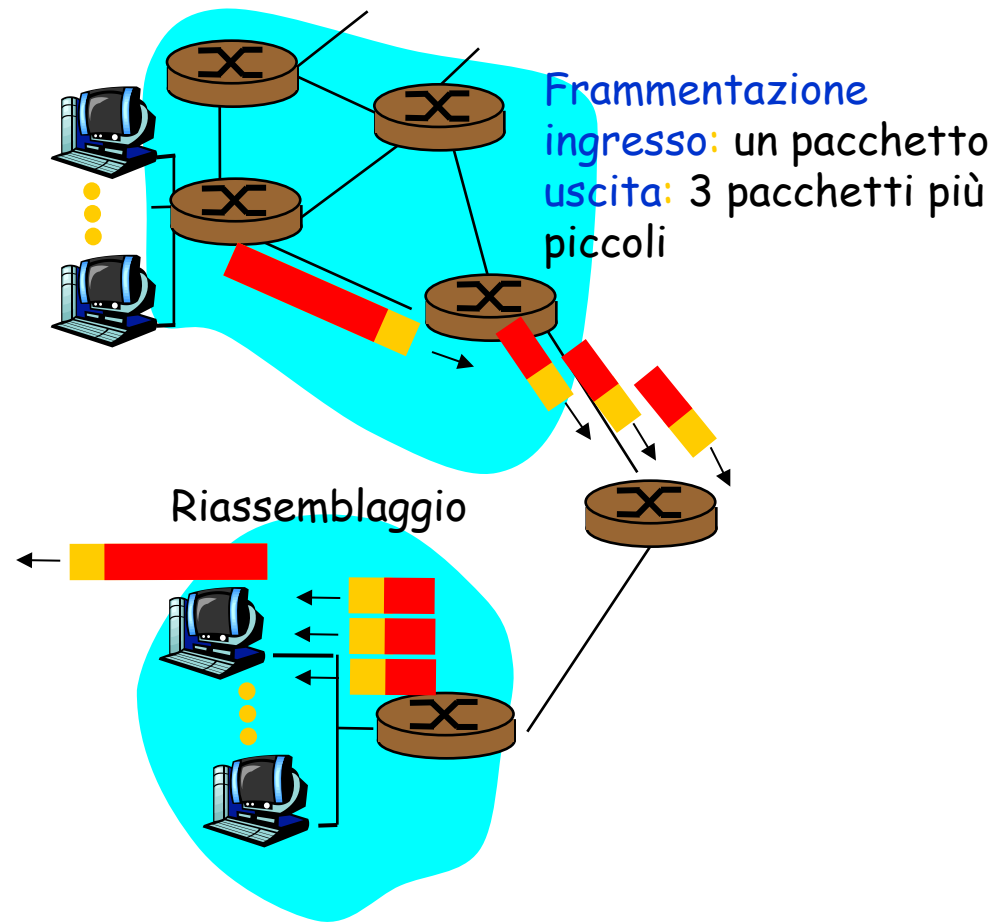 Frammentazione
ingresso: un pacchetto
uscita: 3 pacchetti più
piccoli
Riassemblaggio